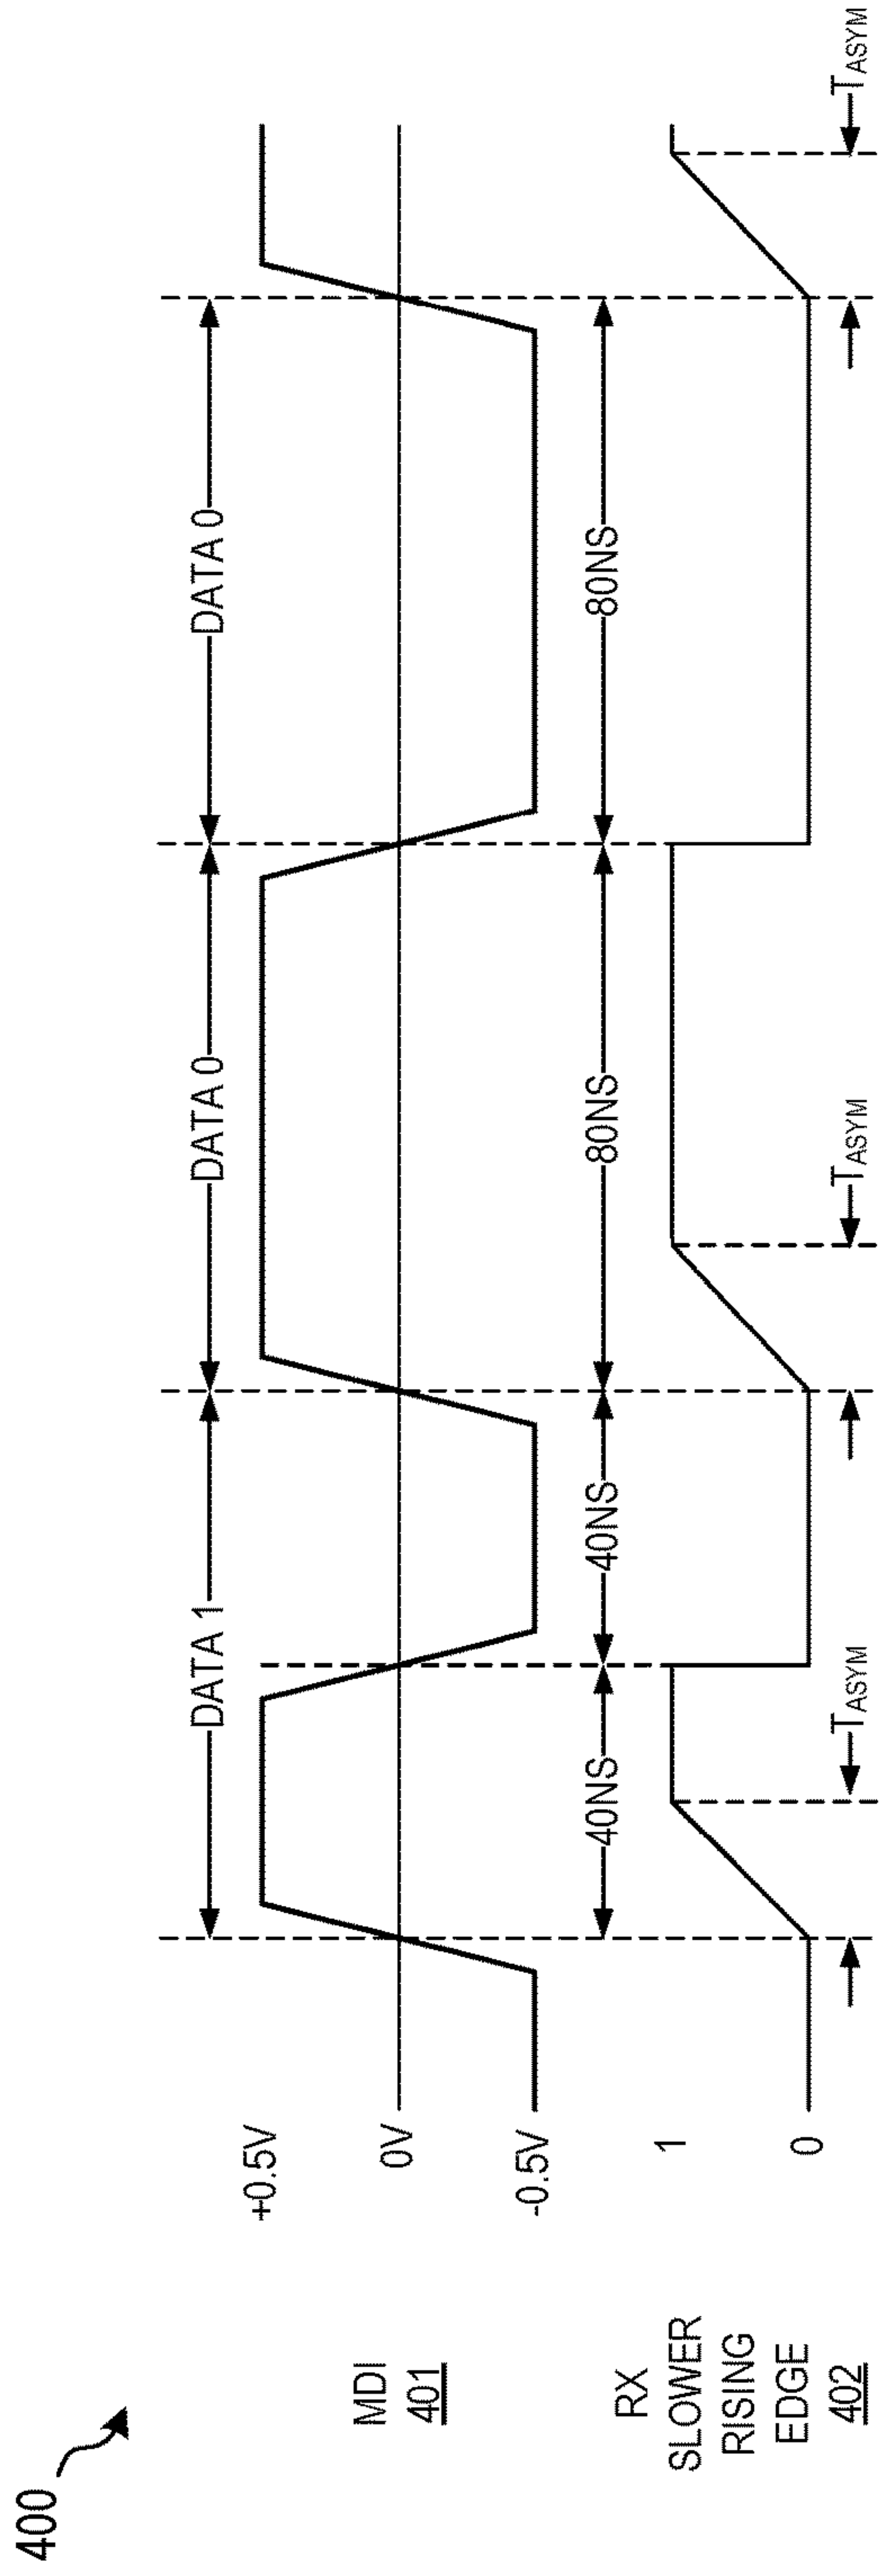 400
DATA 1
DATA 0
DATA 0
+0.5V
MDI
401
0V
-0.5V
40NS
40NS
80NS
80NS
RX
SLOWER
RISING
EDGE
402
1
0
TASYM
TASYM
TASYM